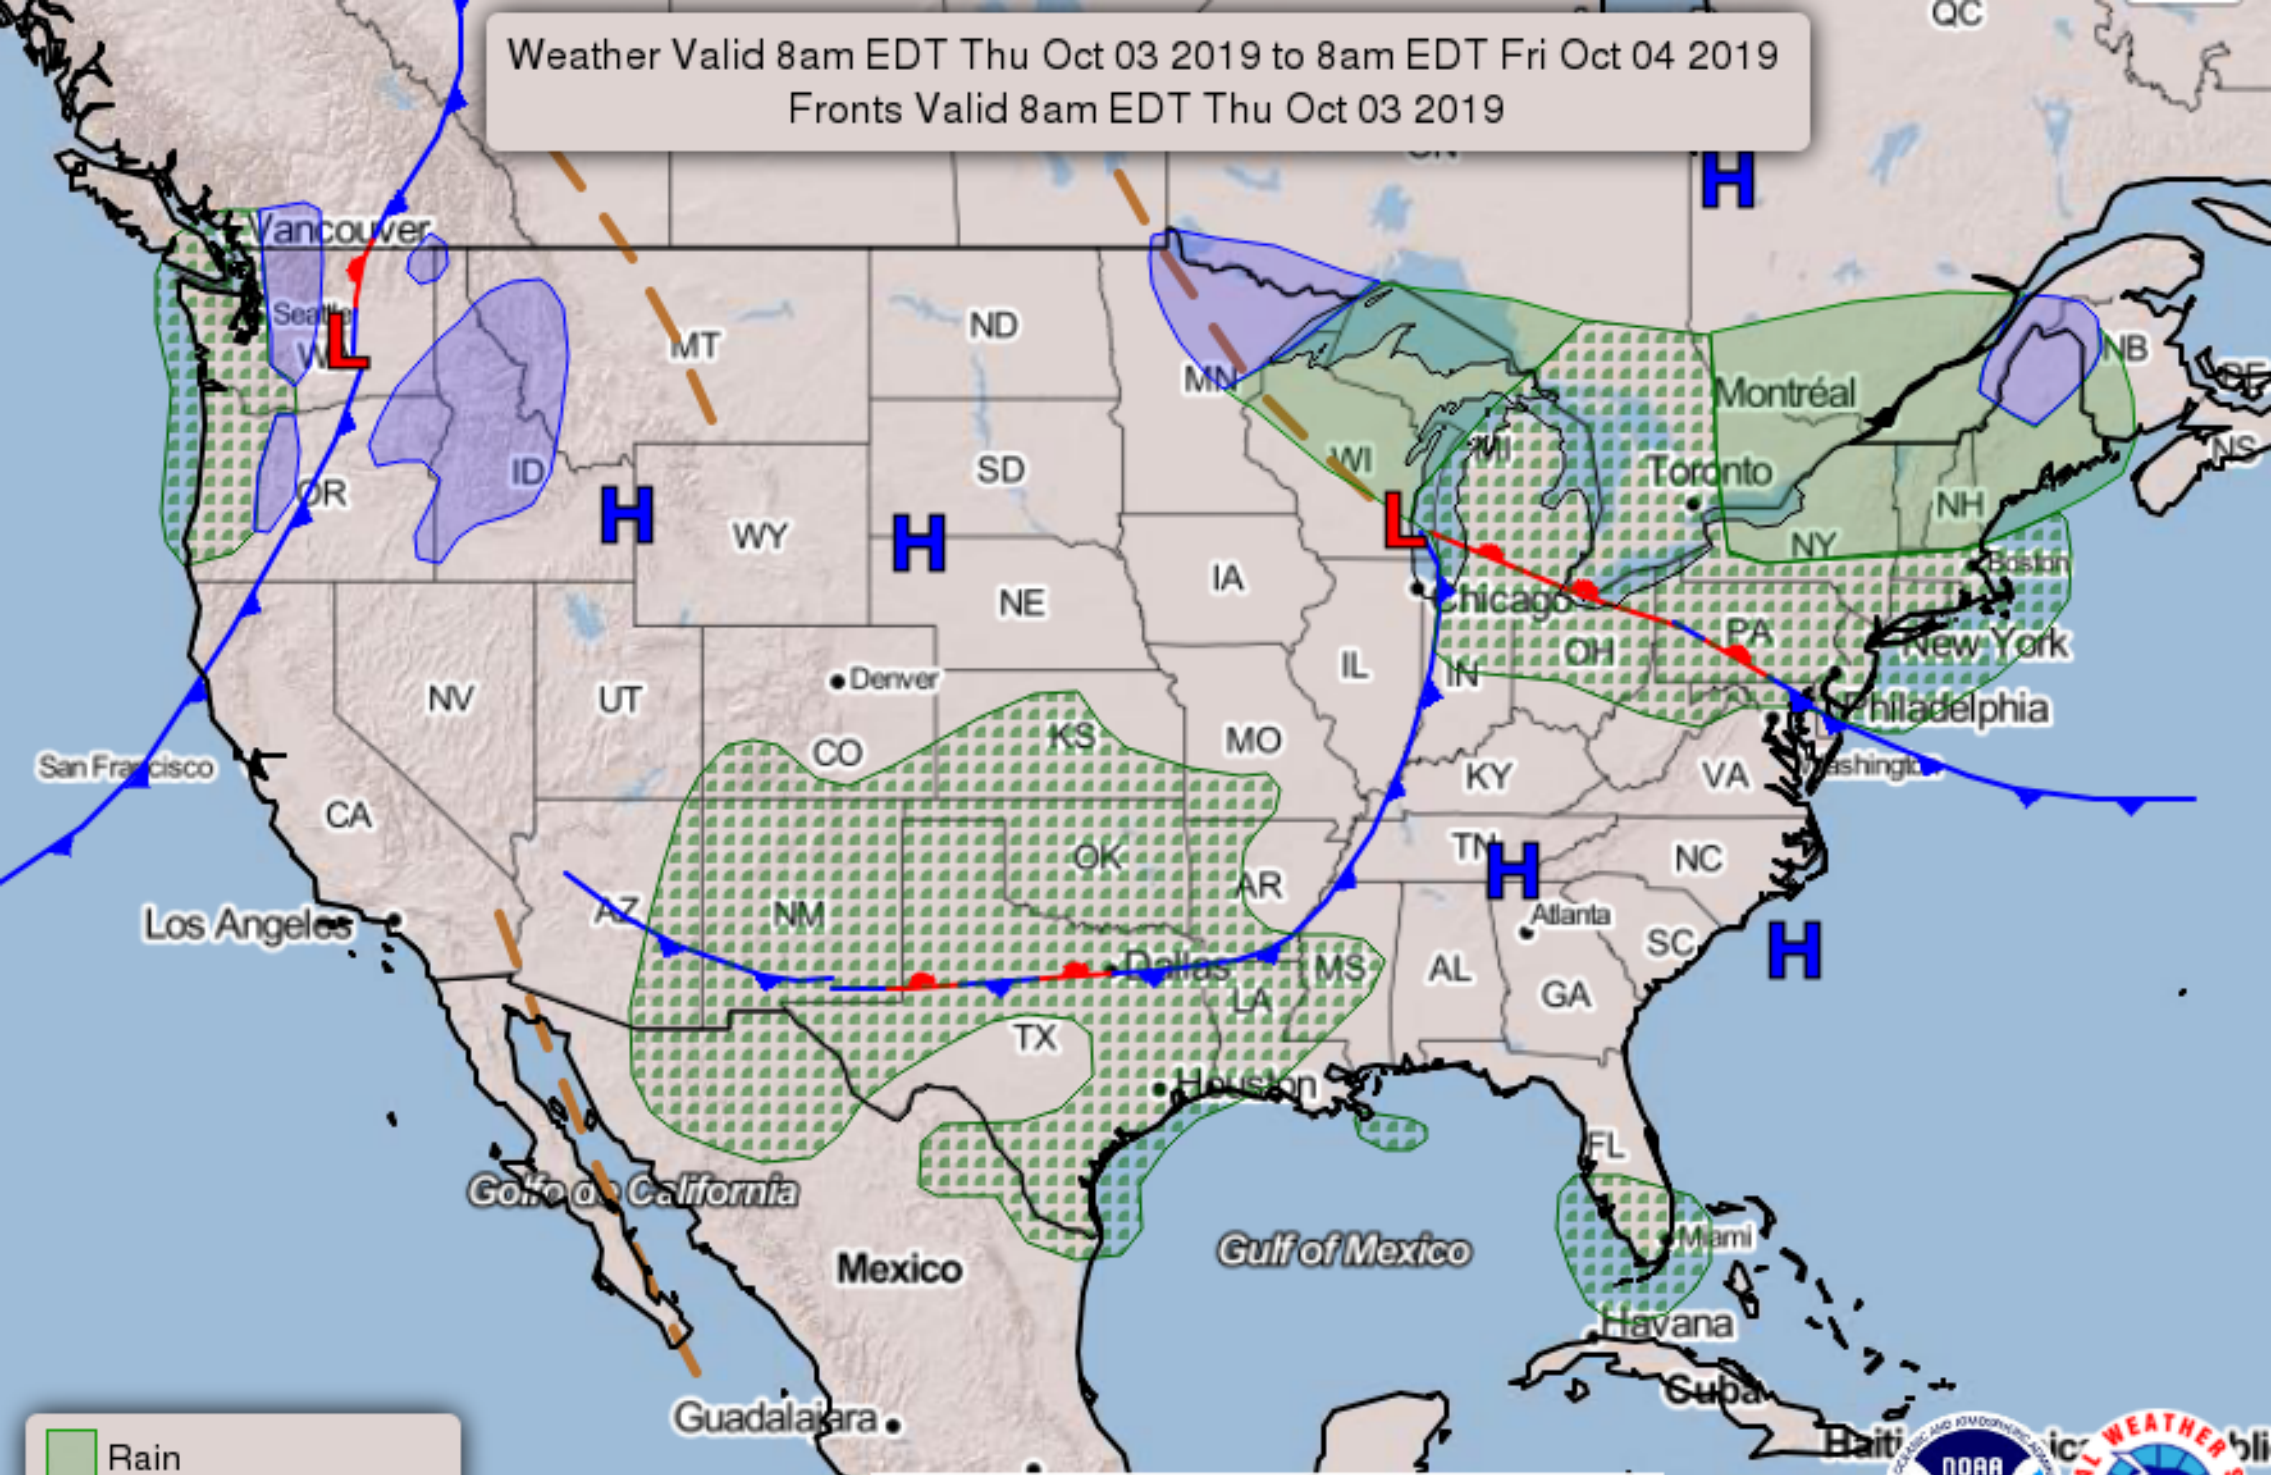 QC
Weather Valid 8am EDT Thu Oct 03 2019 to 8am EDT Fri Oct 04 2019
Fronts Valid 8am EDT Thu Oct 03 2019
H
Vancouver
Seattle
L
MT
ND
MN
NB
Montréal
WI
MI
Toronto
NS
ID
OR
H
H
WY
SD
L
NH
NY
Boston
IA
NE
Chicago
OH
PA
New York
IL
IN
NV
UT
Denver
Philadelphia
CO
KS
MO
KY
VA
Washington
San Francisco
CA
OK
TN
H
NC
AR
AZ
NM
Atlanta
Los Angeles
SC
H
Dallas
MS
AL
GA
LA
TX
Houston
FL
Golfo de California
Miami
Gulf of Mexico
Mexico
Havana
Cuba
Guadalajara
Haiti
Rain
NOAA
WEATHER